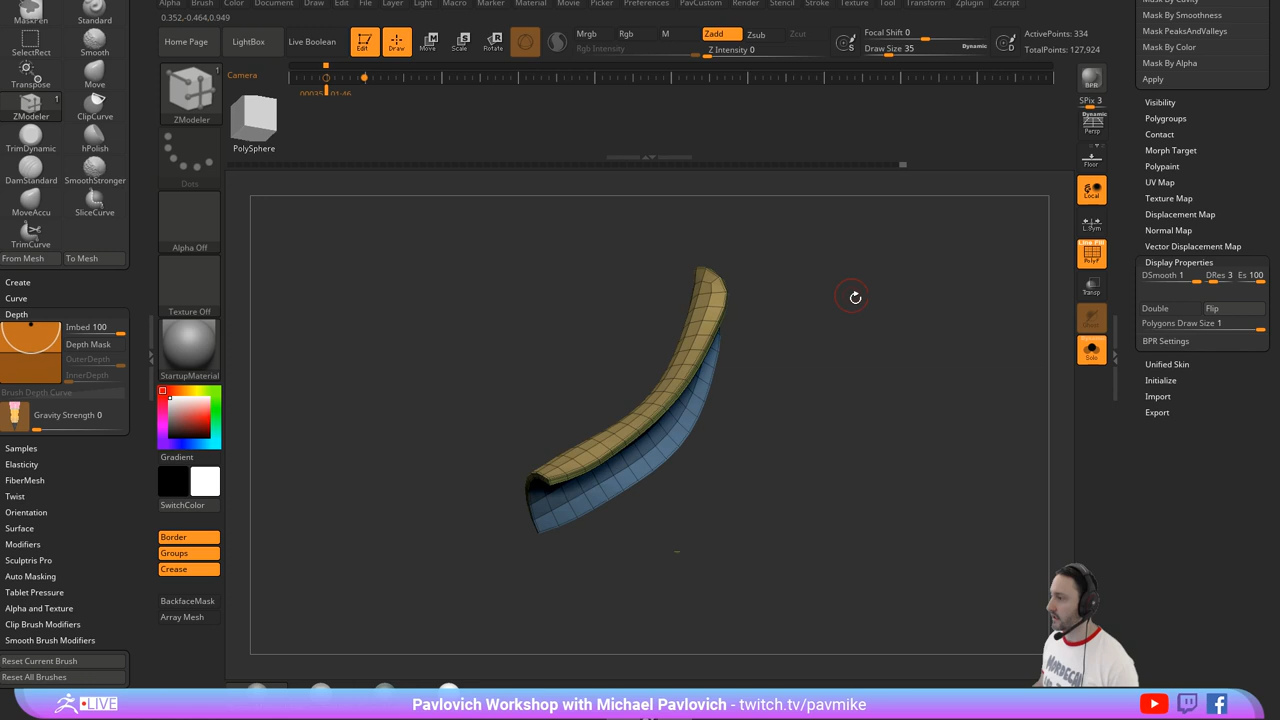 Alpha Brush Color Document Draw Edit File Layer Light Macro Marker Material Movie Picker Preferences PavCustom Render Stencil Stroke Texture Tool Transform Zplugin Zscript
0.352,-0.464,0.949
MaskPen Standard
SelectRect Smooth
Transpose Move
1
ZModeler ClipCurve
TrimDynamic hPolish
DamStandard SmoothStronger
MoveAccu SliceCurve
TrimCurve
From Mesh To Mesh
Create
Curve
Depth
Imbed 100
Depth Mask
OuterDepth
InnerDepth
Brush Depth Curve
Gravity Strength 0
Samples
Elasticity
FiberMesh
Twist
Orientation
Surface
Modifiers
Sculptris Pro
Auto Masking
Tablet Pressure
Alpha and Texture
Clip Brush Modifiers
Smooth Brush Modifiers
Reset Current Brush
Reset All Brushes
Home Page LightBox Live Boolean Edit Draw Move Scale Rotate
Mrgb Rgb M Zadd Zsub Zcut
Rgb Intensity Z Intensity 0
S Focal Shift 0
Draw Size 35 Dynamic
D ActivePoints: 334
TotalPoints: 127,924
Camera
1
ZModeler
PolySphere
Dots
Alpha Off
Texture Off
StartupMaterial
Gradient
SwitchColor
Border
Groups
Crease
BackfaceMask
Array Mesh
BPR
SPix 3
Dynamic
Persp
Floor
Local
L.Sym
Line Fill
PolyF
Transp
Ghost
Dynamic
Solo
Mask By Smoothness
Mask PeaksAndValleys
Mask By Color
Mask By Alpha
Apply
Visibility
Polygroups
Contact
Morph Target
Polypaint
UV Map
Texture Map
Displacement Map
Normal Map
Vector Displacement Map
Display Properties
DSmooth 1 DRes 3 Es 100
Double Flip
Polygons Draw Size 1
BPR Settings
Unified Skin
Initialize
Import
Export
LIVE
Pavlovich Workshop with Michael Pavlovich - twitch.tv/pavmike